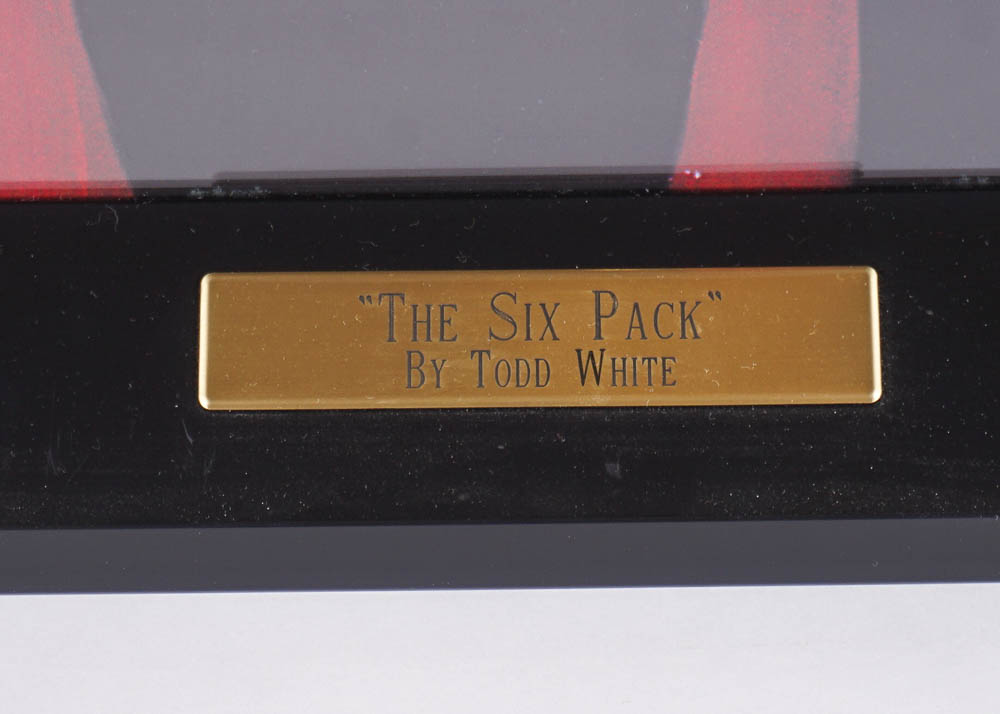 "The Six Pack"
By Todd White